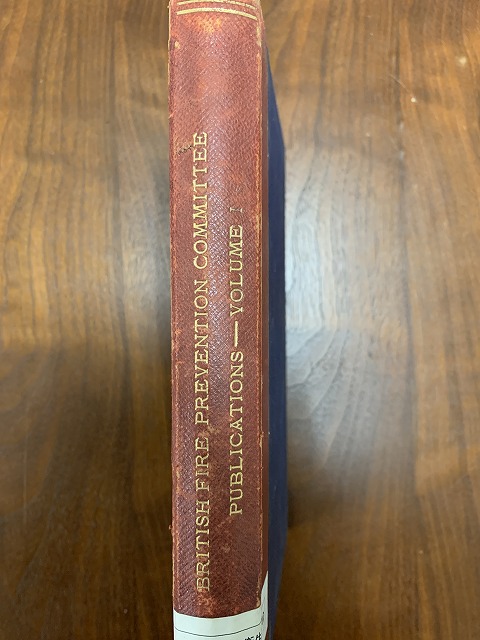 BRITISH FIRE PREVENTION COMMITTEE
PUBLICATIONS — VOLUME I